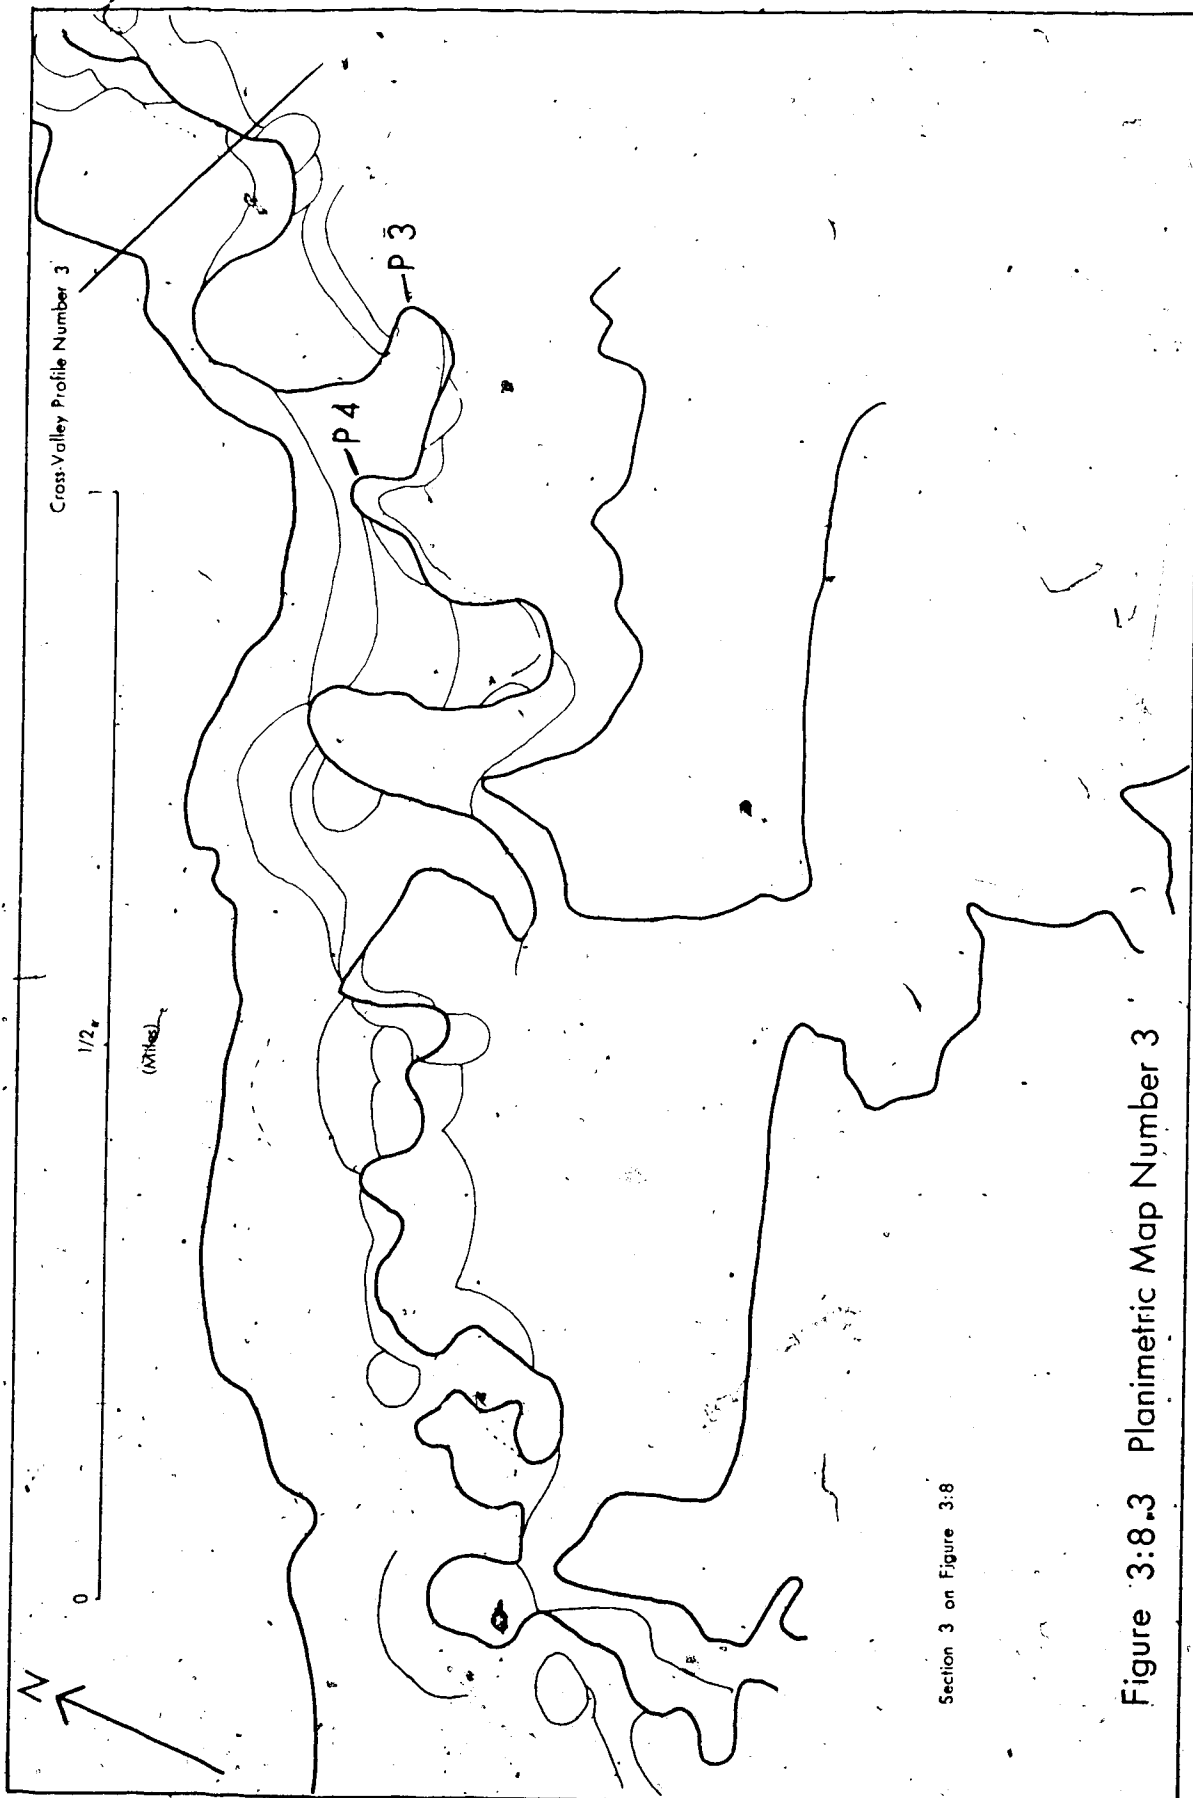 Cross-Valley Profile Number 3
0 1/2 1
(Miles)
N
P 3
P 4
Section 3 on Figure 3:8
Figure 3:8.3 Planimetric Map Number 3